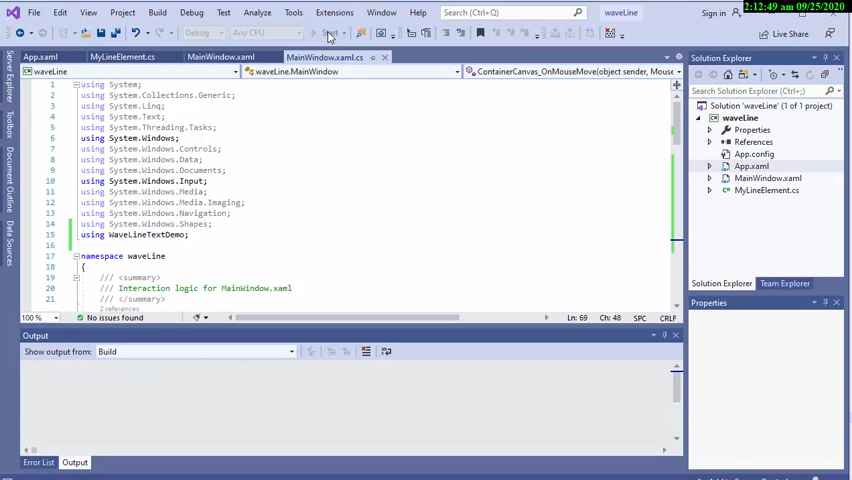 File Edit View Project Build Debug Test Analyze Tools Extensions Window Help Search (Ctrl+;) waveLine Sign in 2:12:49 AM 09/25/2020
Debug Any CPU Start Live Share
App.xaml MyLineElement.cs MainWindow.xaml MainWindow.xaml.cs
waveLine waveLine.MainWindow ContainerCanvas_OnMouseMove(object sender, Mouse
1 using System;
2 using System.Collections.Generic;
3 using System.Linq;
4 using System.Text;
5 using System.Threading.Tasks;
6 using System.Windows;
7 using System.Windows.Controls;
8 using System.Windows.Data;
9 using System.Windows.Documents;
10 using System.Windows.Input;
11 using System.Windows.Media;
12 using System.Windows.Media.Imaging;
13 using System.Windows.Navigation;
14 using System.Windows.Shapes;
15 using WaveLineTextDemo;
16
17 namespace waveLine
18 {
19 /// <summary>
20 /// Interaction logic for MainWindow.xaml
21 /// </summary>
2 references
100 % No issues found Ln: 69 Ch: 48 SPC CRLF
Output
Show output from: Build
Error List Output
Server Explorer
Toolbox
Document Outline
Data Sources
Solution Explorer
Search Solution Explorer (Ctrl+;)
Solution 'waveLine' (1 of 1 project)
waveLine
Properties
References
App.config
App.xaml
MainWindow.xaml
MyLineElement.cs
Solution Explorer Team Explorer
Properties